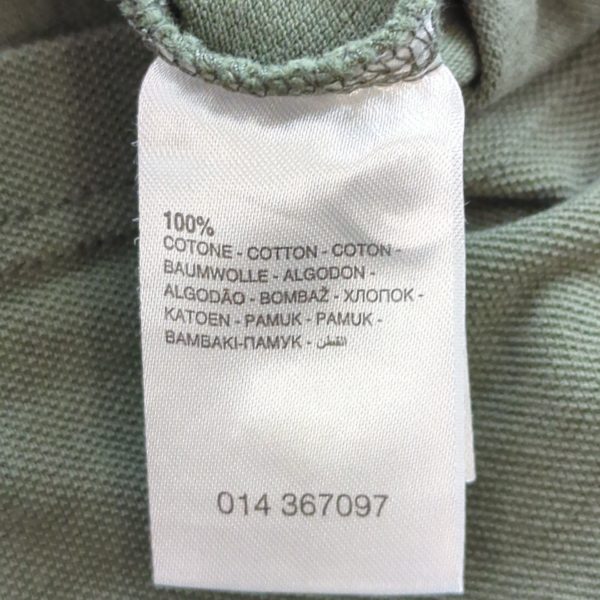 100%
COTONE - COTTON - COTON -
BAUMWOLLE - ALGODON -
ALGODÃO - BOMBAŽ - ХЛОПОК -
KATOEN - PAMUK - PAMUK -
BAMBAKI-ПАМУК - القطن
014 367097